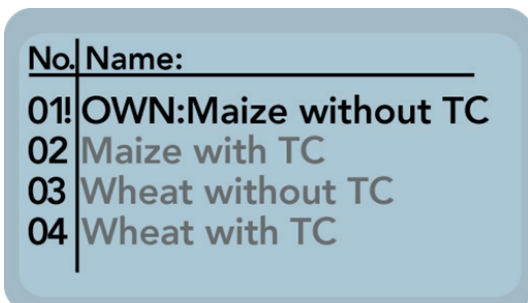 No. Name:
01! OWN:Maize without TC
02 Maize with TC
03 Wheat without TC
04 Wheat with TC